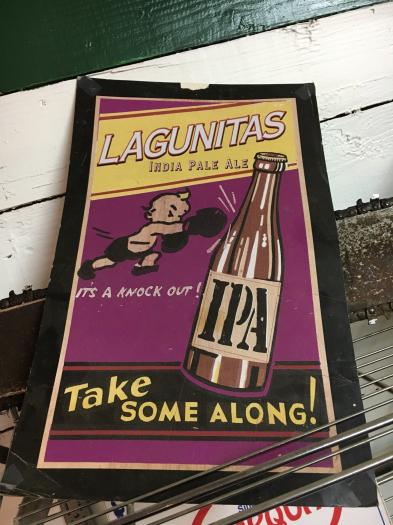 LAGUNITAS
INDIA PALE ALE
IT'S A KNOCK OUT!
IPA
Take
SOME ALONG!